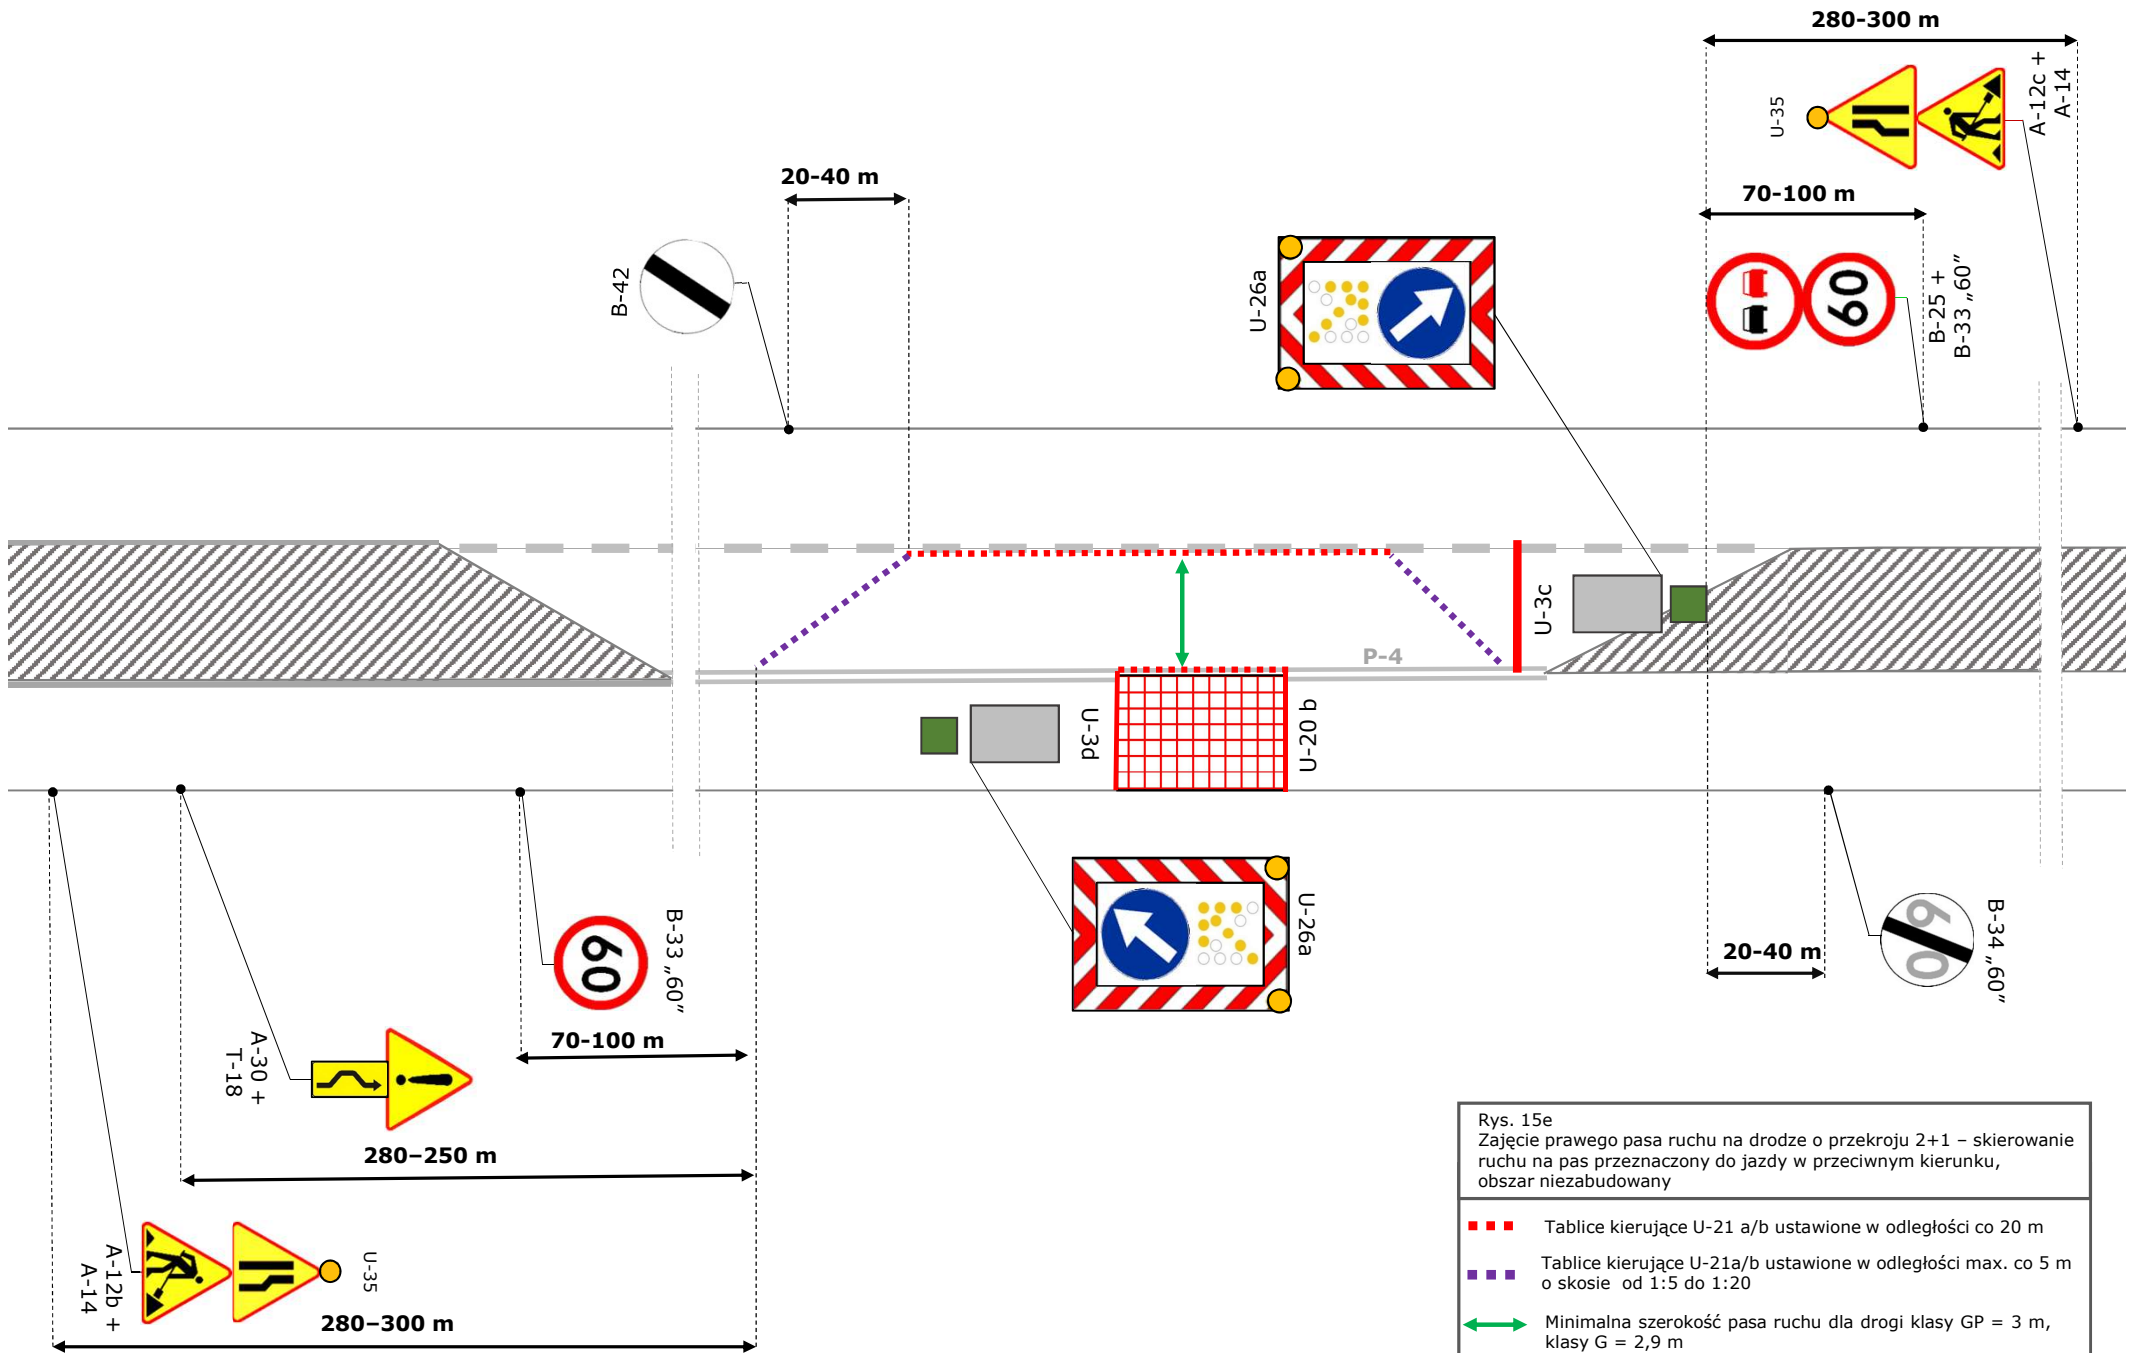 280-300 m
U-35
A-12c +
A-14
20-40 m
70-100 m
B-42
U-26a
60
B-25 +
B-33 „60”
P-4
U-3c
U-3d
U-20 b
60
B-33 „60”
U-26a
60
B-34 „60”
20-40 m
70-100 m
A-30 +
T-18
280–250 m
A-12b +
A-14
U-35
280–300 m
Rys. 15e
Zajęcie prawego pasa ruchu na drodze o przekroju 2+1 – skierowanie
ruchu na pas przeznaczony do jazdy w przeciwnym kierunku,
obszar niezabudowany
Tablice kierujące U-21 a/b ustawione w odległości co 20 m
Tablice kierujące U-21a/b ustawione w odległości max. co 5 m
o skosie od 1:5 do 1:20
Minimalna szerokość pasa ruchu dla drogi klasy GP = 3 m,
klasy G = 2,9 m